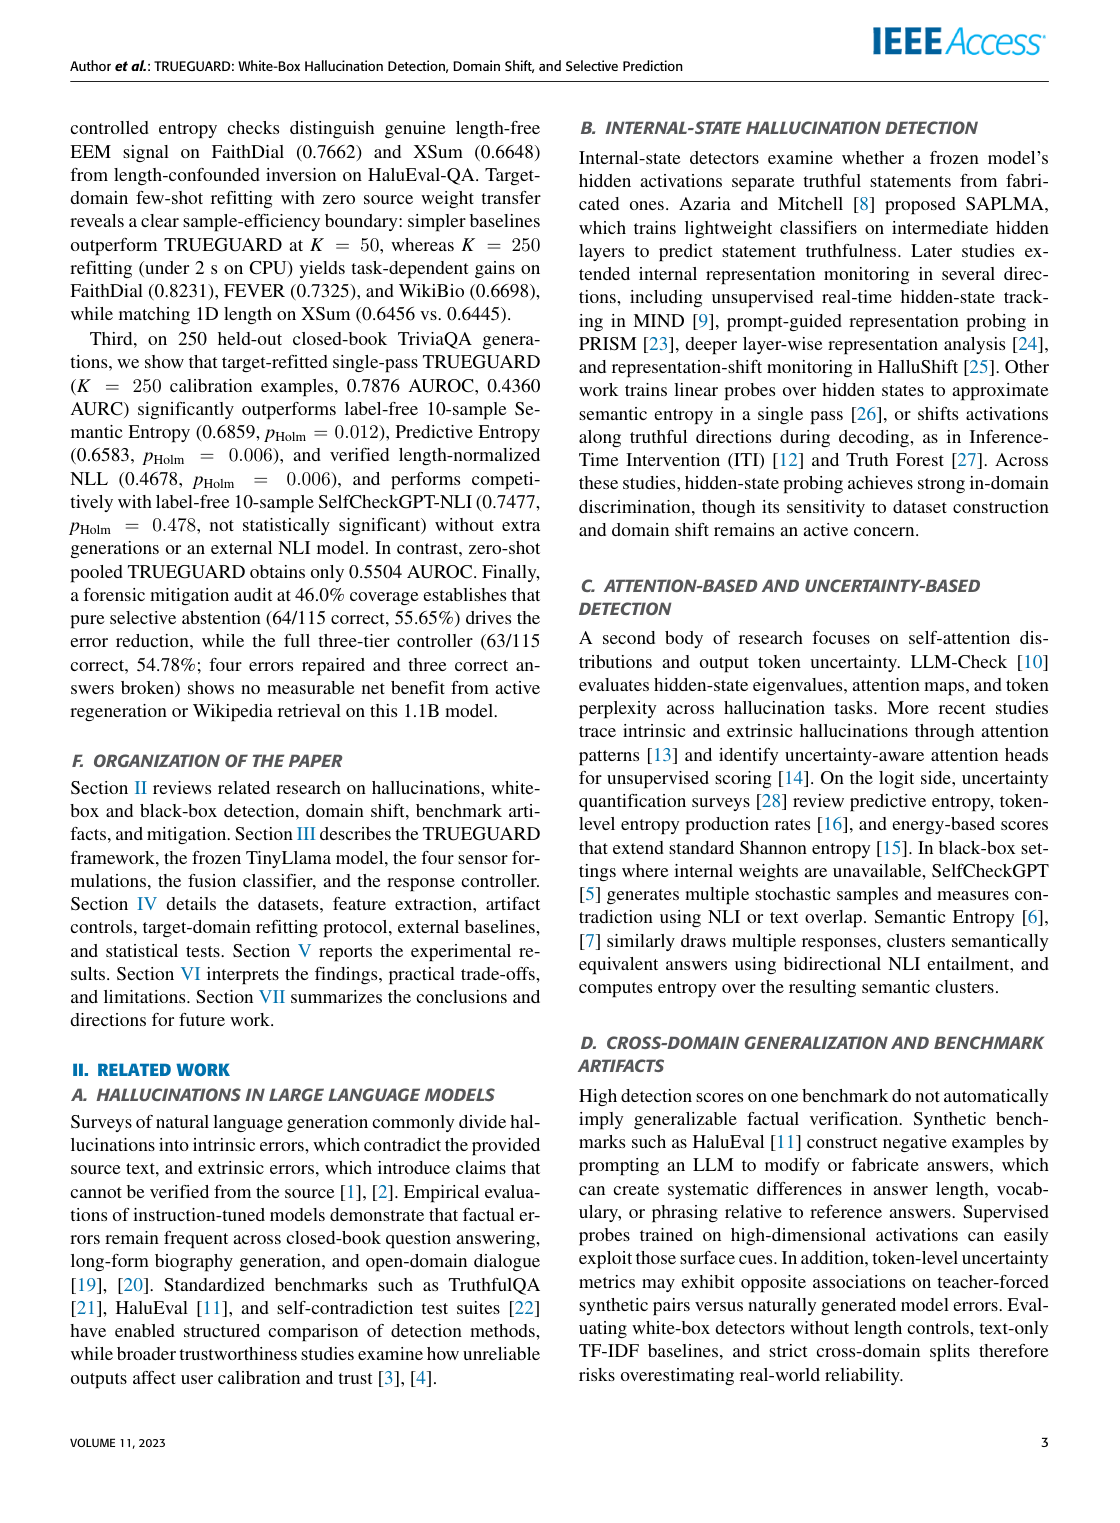 IEEE Access
Author et al.: TRUEGUARD: White-Box Hallucination Detection, Domain Shift, and Selective Prediction
controlled entropy checks distinguish genuine length-free
EEM signal on FaithDial (0.7662) and XSum (0.6648)
from length-confounded inversion on HaluEval-QA. Target-
domain few-shot refitting with zero source weight transfer
reveals a clear sample-efficiency boundary: simpler baselines
outperform TRUEGUARD at K = 50, whereas K = 250
refitting (under 2 s on CPU) yields task-dependent gains on
FaithDial (0.8231), FEVER (0.7325), and WikiBio (0.6698),
while matching 1D length on XSum (0.6456 vs. 0.6445).
Third, on 250 held-out closed-book TriviaQA genera-
tions, we show that target-refitted single-pass TRUEGUARD
(K = 250 calibration examples, 0.7876 AUROC, 0.4360
AURC) significantly outperforms label-free 10-sample Se-
mantic Entropy (0.6859, pHolm = 0.012), Predictive Entropy
(0.6583, pHolm = 0.006), and verified length-normalized
NLL (0.4678, pHolm = 0.006), and performs competi-
tively with label-free 10-sample SelfCheckGPT-NLI (0.7477,
pHolm = 0.478, not statistically significant) without extra
generations or an external NLI model. In contrast, zero-shot
pooled TRUEGUARD obtains only 0.5504 AUROC. Finally,
a forensic mitigation audit at 46.0% coverage establishes that
pure selective abstention (64/115 correct, 55.65%) drives the
error reduction, while the full three-tier controller (63/115
correct, 54.78%; four errors repaired and three correct an-
swers broken) shows no measurable net benefit from active
regeneration or Wikipedia retrieval on this 1.1B model.
F. ORGANIZATION OF THE PAPER
Section II reviews related research on hallucinations, white-
box and black-box detection, domain shift, benchmark arti-
facts, and mitigation. Section III describes the TRUEGUARD
framework, the frozen TinyLlama model, the four sensor for-
mulations, the fusion classifier, and the response controller.
Section IV details the datasets, feature extraction, artifact
controls, target-domain refitting protocol, external baselines,
and statistical tests. Section V reports the experimental re-
sults. Section VI interprets the findings, practical trade-offs,
and limitations. Section VII summarizes the conclusions and
directions for future work.
II. RELATED WORK
A. HALLUCINATIONS IN LARGE LANGUAGE MODELS
Surveys of natural language generation commonly divide hal-
lucinations into intrinsic errors, which contradict the provided
source text, and extrinsic errors, which introduce claims that
cannot be verified from the source [1], [2]. Empirical evalua-
tions of instruction-tuned models demonstrate that factual er-
rors remain frequent across closed-book question answering,
long-form biography generation, and open-domain dialogue
[19], [20]. Standardized benchmarks such as TruthfulQA
[21], HaluEval [11], and self-contradiction test suites [22]
have enabled structured comparison of detection methods,
while broader trustworthiness studies examine how unreliable
outputs affect user calibration and trust [3], [4].
B. INTERNAL-STATE HALLUCINATION DETECTION
Internal-state detectors examine whether a frozen model's
hidden activations separate truthful statements from fabri-
cated ones. Azaria and Mitchell [8] proposed SAPLMA,
which trains lightweight classifiers on intermediate hidden
layers to predict statement truthfulness. Later studies ex-
tended internal representation monitoring in several direc-
tions, including unsupervised real-time hidden-state track-
ing in MIND [9], prompt-guided representation probing in
PRISM [23], deeper layer-wise representation analysis [24],
and representation-shift monitoring in HalluShift [25]. Other
work trains linear probes over hidden states to approximate
semantic entropy in a single pass [26], or shifts activations
along truthful directions during decoding, as in Inference-
Time Intervention (ITI) [12] and Truth Forest [27]. Across
these studies, hidden-state probing achieves strong in-domain
discrimination, though its sensitivity to dataset construction
and domain shift remains an active concern.
C. ATTENTION-BASED AND UNCERTAINTY-BASED
DETECTION
A second body of research focuses on self-attention dis-
tributions and output token uncertainty. LLM-Check [10]
evaluates hidden-state eigenvalues, attention maps, and token
perplexity across hallucination tasks. More recent studies
trace intrinsic and extrinsic hallucinations through attention
patterns [13] and identify uncertainty-aware attention heads
for unsupervised scoring [14]. On the logit side, uncertainty
quantification surveys [28] review predictive entropy, token-
level entropy production rates [16], and energy-based scores
that extend standard Shannon entropy [15]. In black-box set-
tings where internal weights are unavailable, SelfCheckGPT
[5] generates multiple stochastic samples and measures con-
tradiction using NLI or text overlap. Semantic Entropy [6],
[7] similarly draws multiple responses, clusters semantically
equivalent answers using bidirectional NLI entailment, and
computes entropy over the resulting semantic clusters.
D. CROSS-DOMAIN GENERALIZATION AND BENCHMARK
ARTIFACTS
High detection scores on one benchmark do not automatically
imply generalizable factual verification. Synthetic bench-
marks such as HaluEval [11] construct negative examples by
prompting an LLM to modify or fabricate answers, which
can create systematic differences in answer length, vocab-
ulary, or phrasing relative to reference answers. Supervised
probes trained on high-dimensional activations can easily
exploit those surface cues. In addition, token-level uncertainty
metrics may exhibit opposite associations on teacher-forced
synthetic pairs versus naturally generated model errors. Eval-
uating white-box detectors without length controls, text-only
TF-IDF baselines, and strict cross-domain splits therefore
risks overestimating real-world reliability.
VOLUME 11, 2023
3